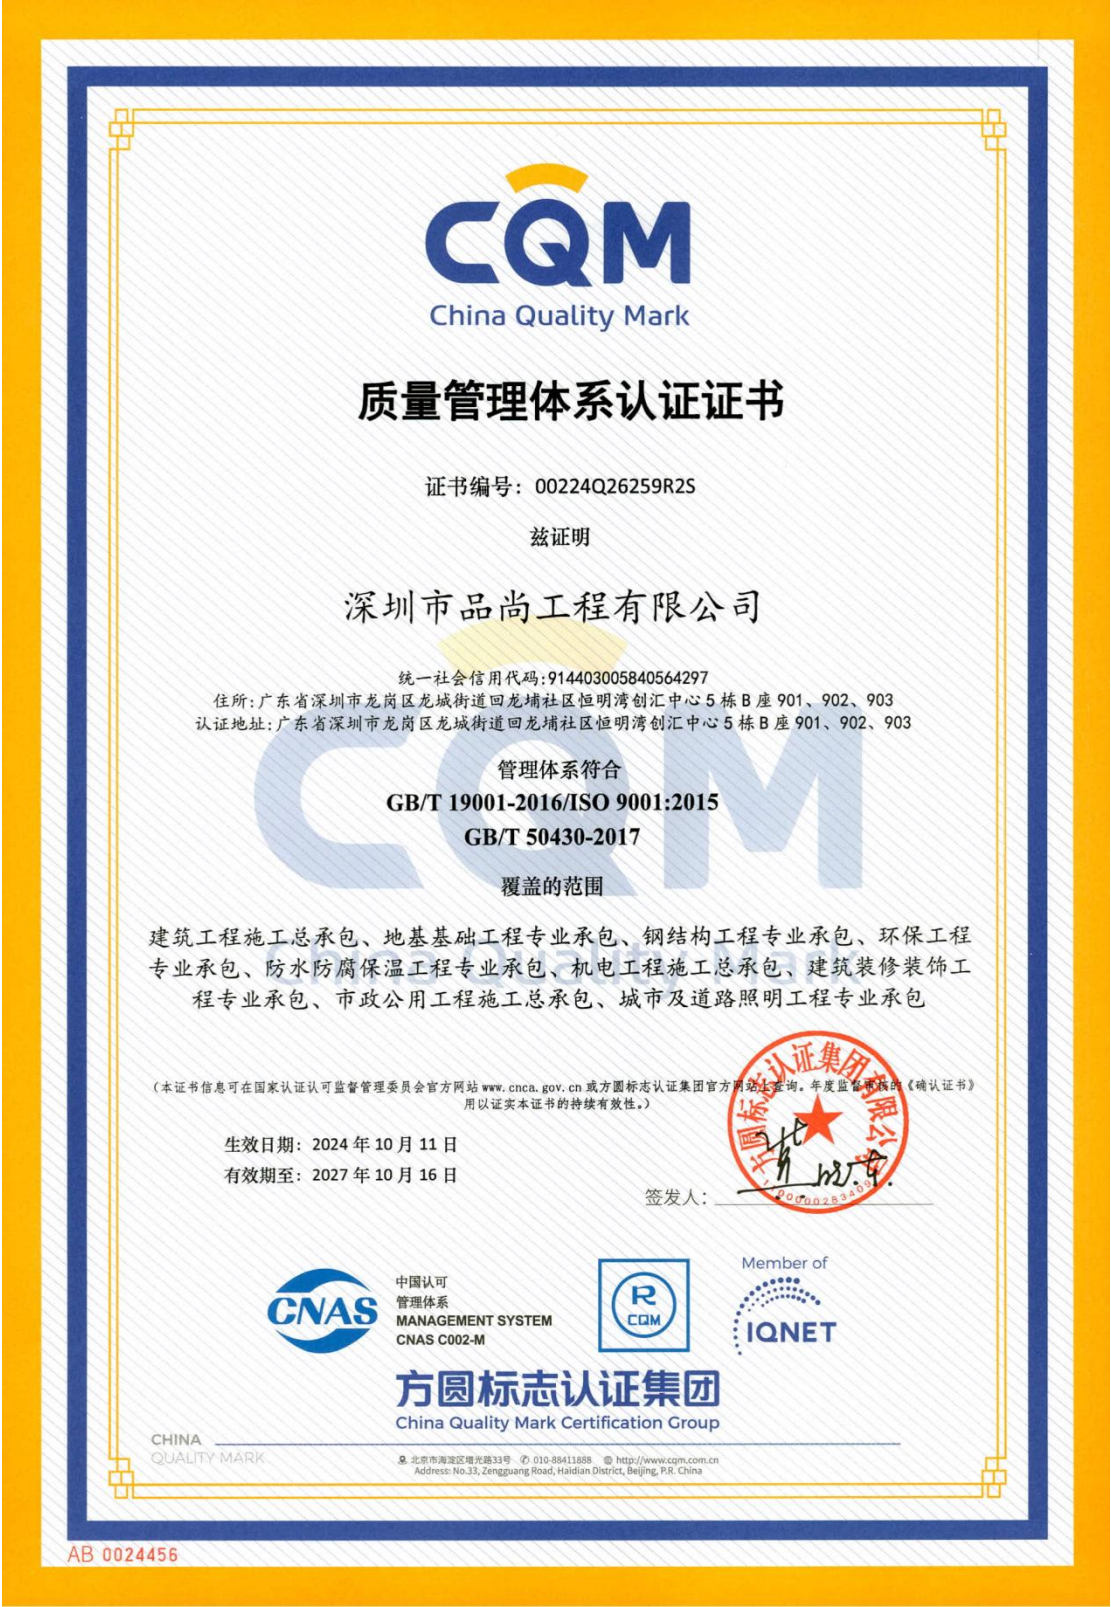 CQM
China Quality Mark
质量管理体系认证证书
证书编号：00224Q26259R2S
兹证明
深圳市品尚工程有限公司
统一社会信用代码:914403005840564297
住所:广东省深圳市龙岗区龙城街道回龙埔社区恒明湾创汇中心5栋B座901、902、903
认证地址:广东省深圳市龙岗区龙城街道回龙埔社区恒明湾创汇中心5栋B座901、902、903
管理体系符合
GB/T 19001-2016/ISO 9001:2015
GB/T 50430-2017
覆盖的范围
建筑工程施工总承包、地基基础工程专业承包、钢结构工程专业承包、环保工程
专业承包、防水防腐保温工程专业承包、机电工程施工总承包、建筑装修装饰工
程专业承包、市政公用工程施工总承包、城市及道路照明工程专业承包
CQM
China Quality Mark
（本证书信息可在国家认证认可监督管理委员会官方网站www.cnca.gov.cn或方圆标志认证集团官方网站上查询。年度监督审核的《确认证书》
用以证实本证书的持续有效性。）
方圆标志认证集团有限公司
1100000283409
生效日期：2024年10月11日
有效期至：2027年10月16日
签发人：
CNAS
中国认可
管理体系
MANAGEMENT SYSTEM
CNAS C002-M
R
CQM
Member of
IQNET
方圆标志认证集团
China Quality Mark Certification Group
CHINA
QUALITY MARK
北京市海淀区增光路33号 010-88411888 http://www.cqm.com.cn
Address: No.33, Zengguang Road, Haidian District, Beijing, P.R. China
AB 0024456